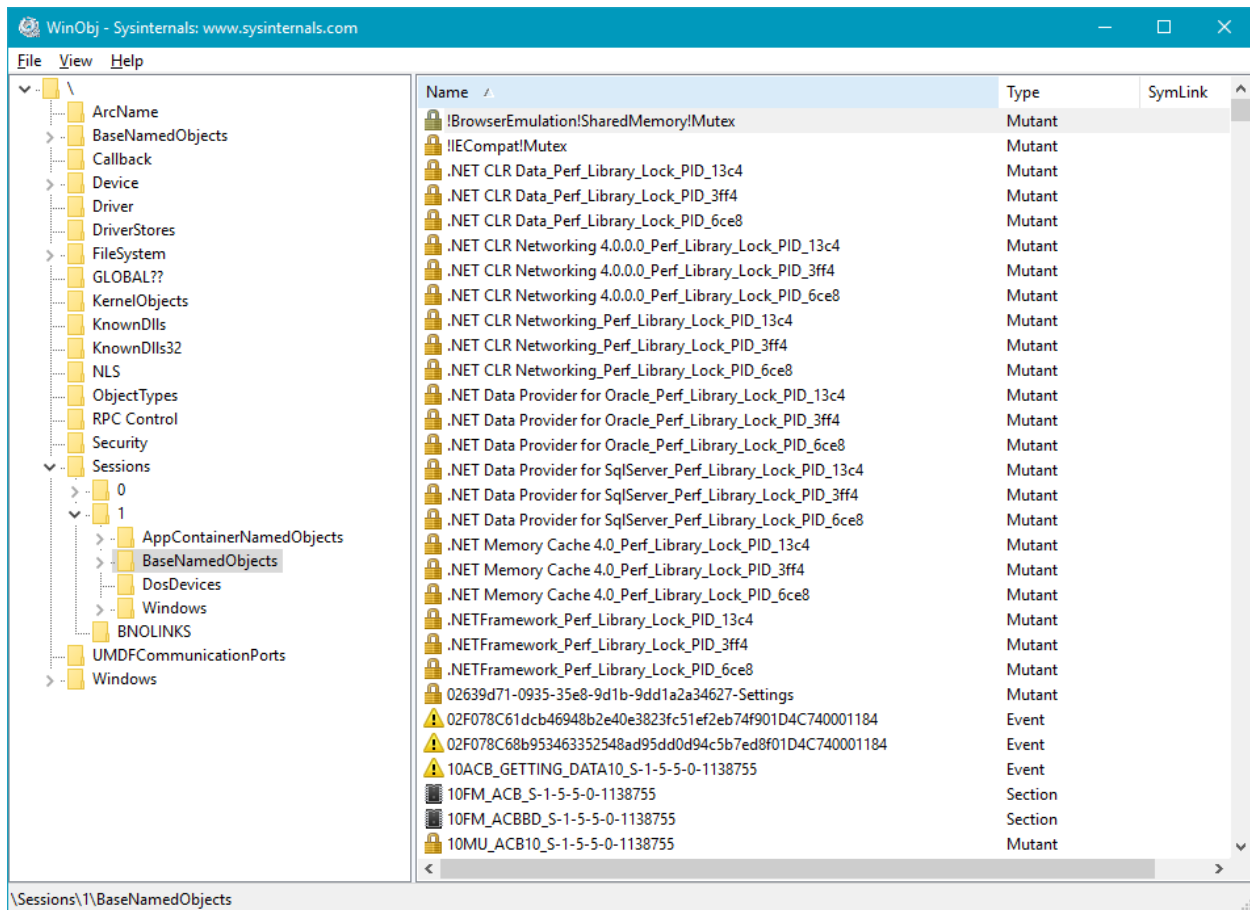 WinObj - Sysinternals: www.sysinternals.com
File View Help
\
ArcName
BaseNamedObjects
Callback
Device
Driver
DriverStores
FileSystem
GLOBAL??
KernelObjects
KnownDlls
KnownDlls32
NLS
ObjectTypes
RPC Control
Security
Sessions
0
1
AppContainerNamedObjects
BaseNamedObjects
DosDevices
Windows
BNOLINKS
UMDFCommunicationPorts
Windows
Name Type SymLink
!BrowserEmulation!SharedMemory!Mutex Mutant
!IECompat!Mutex Mutant
.NET CLR Data_Perf_Library_Lock_PID_13c4 Mutant
.NET CLR Data_Perf_Library_Lock_PID_3ff4 Mutant
.NET CLR Data_Perf_Library_Lock_PID_6ce8 Mutant
.NET CLR Networking 4.0.0.0_Perf_Library_Lock_PID_13c4 Mutant
.NET CLR Networking 4.0.0.0_Perf_Library_Lock_PID_3ff4 Mutant
.NET CLR Networking 4.0.0.0_Perf_Library_Lock_PID_6ce8 Mutant
.NET CLR Networking_Perf_Library_Lock_PID_13c4 Mutant
.NET CLR Networking_Perf_Library_Lock_PID_3ff4 Mutant
.NET CLR Networking_Perf_Library_Lock_PID_6ce8 Mutant
.NET Data Provider for Oracle_Perf_Library_Lock_PID_13c4 Mutant
.NET Data Provider for Oracle_Perf_Library_Lock_PID_3ff4 Mutant
.NET Data Provider for Oracle_Perf_Library_Lock_PID_6ce8 Mutant
.NET Data Provider for SqlServer_Perf_Library_Lock_PID_13c4 Mutant
.NET Data Provider for SqlServer_Perf_Library_Lock_PID_3ff4 Mutant
.NET Data Provider for SqlServer_Perf_Library_Lock_PID_6ce8 Mutant
.NET Memory Cache 4.0_Perf_Library_Lock_PID_13c4 Mutant
.NET Memory Cache 4.0_Perf_Library_Lock_PID_3ff4 Mutant
.NET Memory Cache 4.0_Perf_Library_Lock_PID_6ce8 Mutant
.NETFramework_Perf_Library_Lock_PID_13c4 Mutant
.NETFramework_Perf_Library_Lock_PID_3ff4 Mutant
.NETFramework_Perf_Library_Lock_PID_6ce8 Mutant
02639d71-0935-35e8-9d1b-9dd1a2a34627-Settings Mutant
02F078C61dcb46948b2e40e3823fc51ef2eb74f901D4C740001184 Event
02F078C68b953463352548ad95dd0d94c5b7ed8f01D4C740001184 Event
10ACB_GETTING_DATA10_S-1-5-5-0-1138755 Event
10FM_ACB_S-1-5-5-0-1138755 Section
10FM_ACBBD_S-1-5-5-0-1138755 Section
10MU_ACB10_S-1-5-5-0-1138755 Mutant
\Sessions\1\BaseNamedObjects